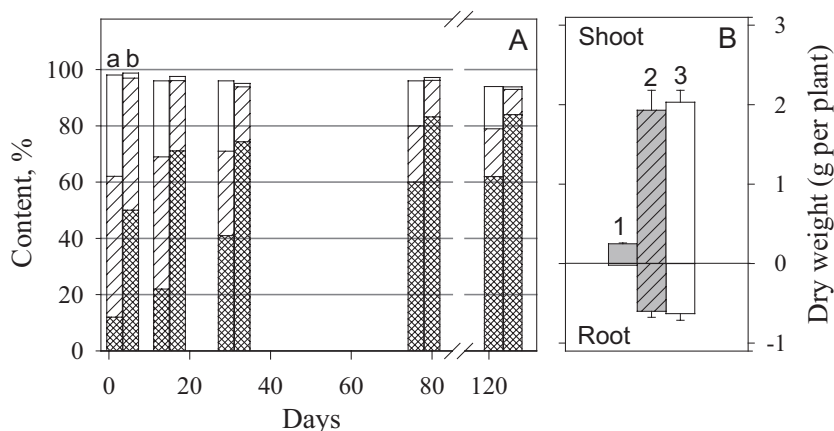 A
a b
Content, %
100
80
60
40
20
0
0 20 40 60 80 120
Days
B
Shoot
Root
1
2
3
3
2
1
0
-1
Dry weight (g per plant)